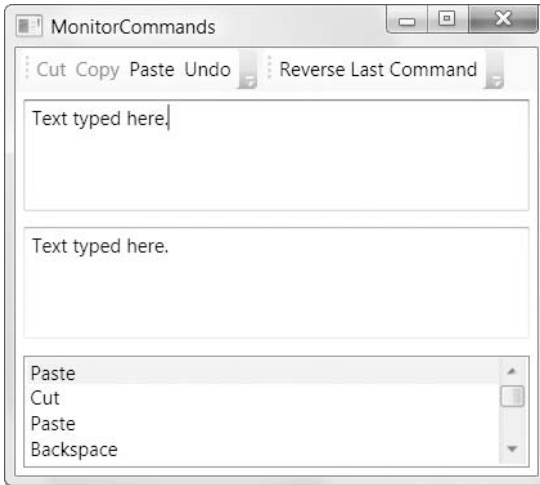 MonitorCommands
Cut Copy Paste Undo Reverse Last Command
Text typed here.
Text typed here.
Paste
Cut
Paste
Backspace